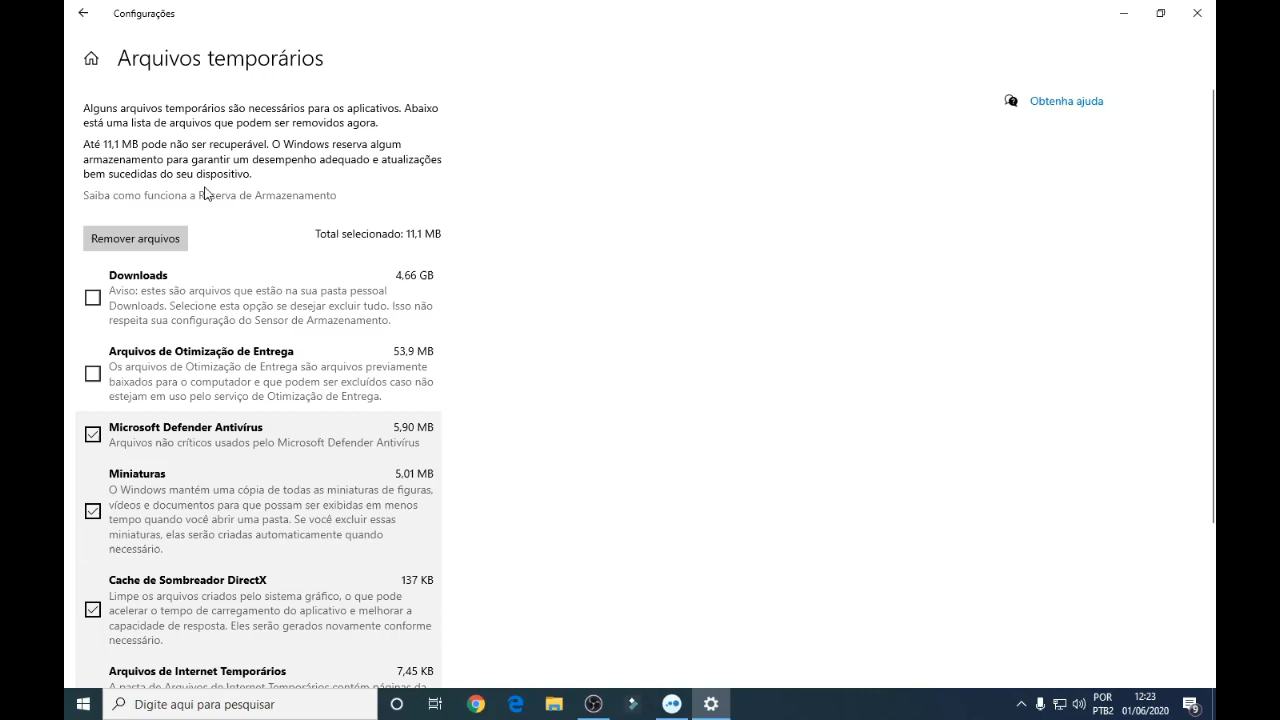 Configurações
Arquivos temporários
Alguns arquivos temporários são necessários para os aplicativos. Abaixo
está uma lista de arquivos que podem ser removidos agora.
Obtenha ajuda
Até 11,1 MB pode não ser recuperável. O Windows reserva algum
armazenamento para garantir um desempenho adequado e atualizações
bem sucedidas do seu dispositivo.
Saiba como funciona a Reserva de Armazenamento
Remover arquivos
Total selecionado: 11,1 MB
Downloads 4,66 GB
Aviso: estes são arquivos que estão na sua pasta pessoal
Downloads. Selecione esta opção se desejar excluir tudo. Isso não
respeita sua configuração do Sensor de Armazenamento.
Arquivos de Otimização de Entrega 53,9 MB
Os arquivos de Otimização de Entrega são arquivos previamente
baixados para o computador e que podem ser excluídos caso não
estejam em uso pelo serviço de Otimização de Entrega.
Microsoft Defender Antivírus 5,90 MB
Arquivos não críticos usados pelo Microsoft Defender Antivírus
Miniaturas 5,01 MB
O Windows mantém uma cópia de todas as miniaturas de figuras,
vídeos e documentos para que possam ser exibidas em menos
tempo quando você abrir uma pasta. Se você excluir essas
miniaturas, elas serão criadas automaticamente quando
necessário.
Cache de Sombreador DirectX 137 KB
Limpe os arquivos criados pelo sistema gráfico, o que pode
acelerar o tempo de carregamento do aplicativo e melhorar a
capacidade de resposta. Eles serão gerados novamente conforme
necessário.
Arquivos de Internet Temporários 7,45 KB
A pasta de Arquivos de Internet Temporários contém páginas da
Digite aqui para pesquisar
POR
PTB2
12:23
01/06/2020
9